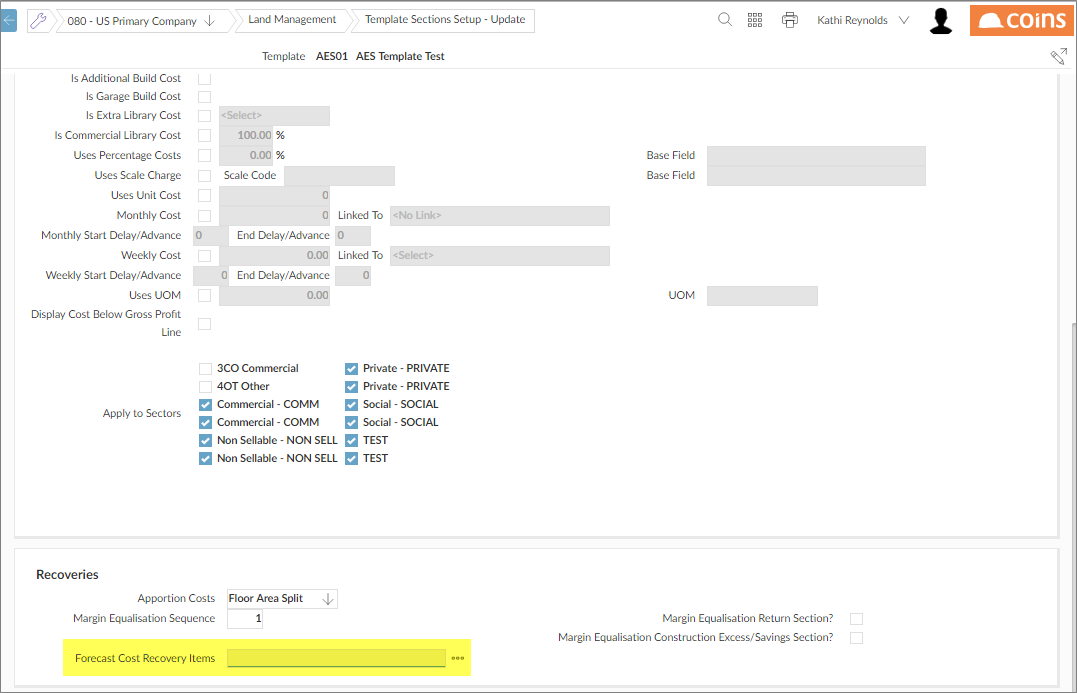 080 - US Primary Company Land Management Template Sections Setup - Update Kathi Reynolds coins
Template AES01 AES Template Test
Is Additional Build Cost
Is Garage Build Cost
Is Extra Library Cost <Select>
Is Commercial Library Cost 100.00 %
Uses Percentage Costs 0.00 % Base Field
Uses Scale Charge Scale Code Base Field
Uses Unit Cost 0
Monthly Cost 0 Linked To <No Link>
Monthly Start Delay/Advance 0 End Delay/Advance 0
Weekly Cost 0.00 Linked To <Select>
Weekly Start Delay/Advance 0 End Delay/Advance 0
Uses UOM 0.00 UOM
Display Cost Below Gross Profit
Line
3CO Commercial Private - PRIVATE
4OT Other Private - PRIVATE
Commercial - COMM Social - SOCIAL
Apply to Sectors
Commercial - COMM Social - SOCIAL
Non Sellable - NON SELL TEST
Non Sellable - NON SELL TEST
Recoveries
Apportion Costs Floor Area Split
Margin Equalisation Sequence 1 Margin Equalisation Return Section?
Margin Equalisation Construction Excess/Savings Section?
Forecast Cost Recovery Items